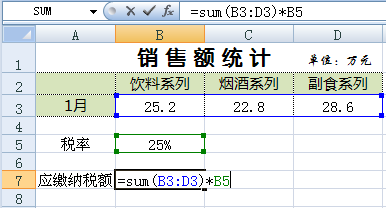 SUM =sum(B3:D3)*B5
A B C D
1 销售额统计 单位：万元
2 饮料系列 烟酒系列 副食系列
3 1月 25.2 22.8 28.6
4
5 税率 25%
6
7 应缴纳税额 =sum(B3:D3)*B5